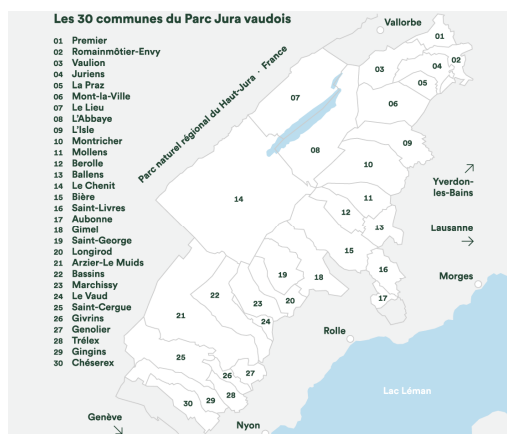 Les 30 communes du Parc Jura vaudois
01 Premier
02 Romainmôtier-Envy
03 Vaulion
04 Juriens
05 La Praz
06 Mont-la-Ville
07 Le Lieu
08 L'Abbaye
09 L'Isle
10 Montricher
11 Mollens
12 Berolle
13 Ballens
14 Le Chenit
15 Bière
16 Saint-Livres
17 Aubonne
18 Gimel
19 Saint-George
20 Longirod
21 Arzier-Le Muids
22 Bassins
23 Marchissy
24 Le Vaud
25 Saint-Cergue
26 Givrins
27 Genolier
28 Trélex
29 Gingins
30 Chéserex
Parc naturel régional du Haut-Jura · France
Vallorbe
01
02
03
04
05
07
06
08
09
10
14
11
12
13
15
19
18
16
22
23
20
17
21
24
25
26
27
30
29
28
Yverdon-
les-Bains
Lausanne
Morges
Rolle
Lac Léman
Genève
Nyon